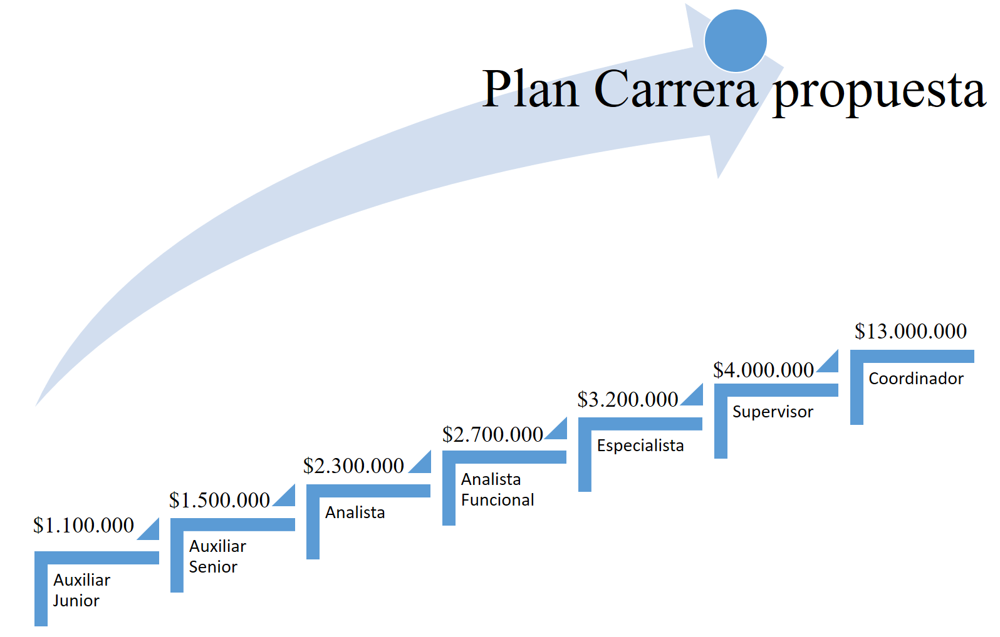 Plan Carrera propuesta
$1.100.000
Auxiliar
Junior
$1.500.000
Auxiliar
Senior
$2.300.000
Analista
$2.700.000
Analista
Funcional
$3.200.000
Especialista
$4.000.000
Supervisor
$13.000.000
Coordinador